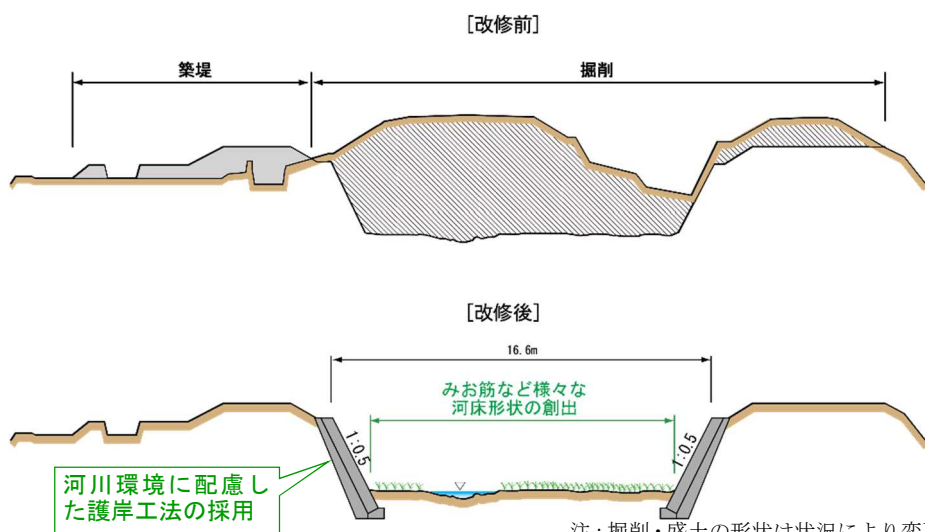 [改修前]
築堤
掘削
[改修後]
16.6m
みお筋など様々な
河床形状の創出
1:0.5
1:0.5
河川環境に配慮し
た護岸工法の採用
注:掘削・盛土の形状は状況により変